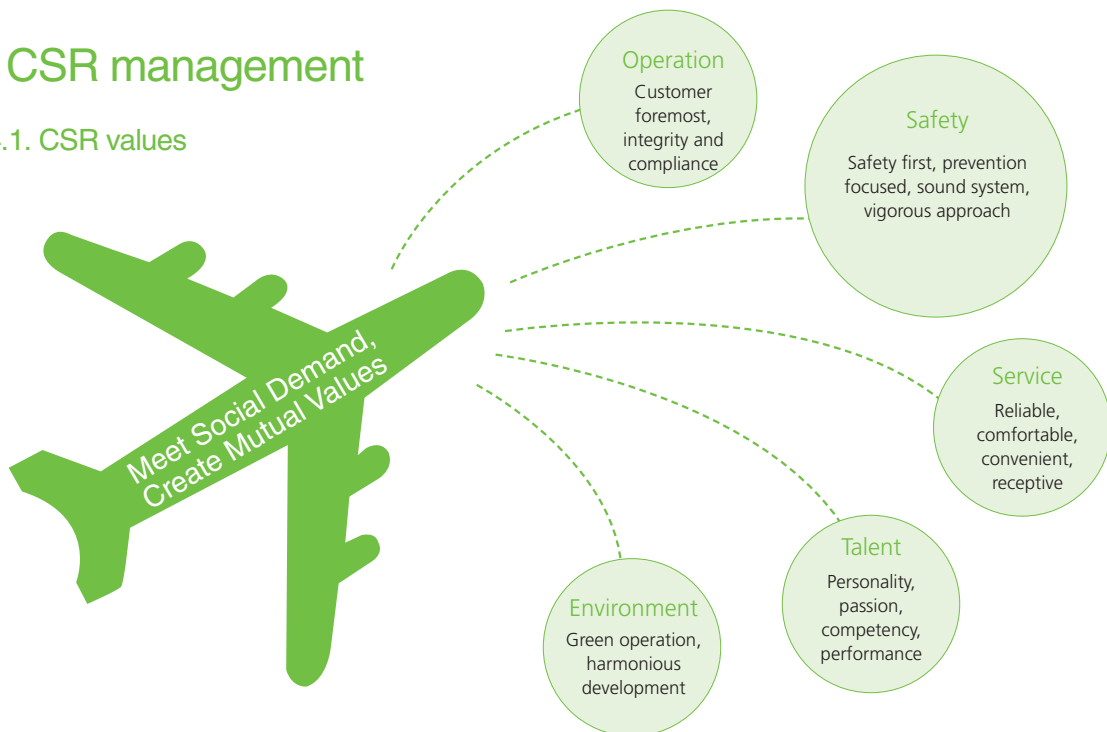 CSR management
.1. CSR values
Operation
Customer
foremost,
integrity and
compliance
Safety
Safety first, prevention
focused, sound system,
vigorous approach
Meet Social Demand,
Create Mutual Values
Service
Reliable,
comfortable,
convenient,
receptive
Talent
Personality,
passion,
competency,
performance
Environment
Green operation,
harmonious
development